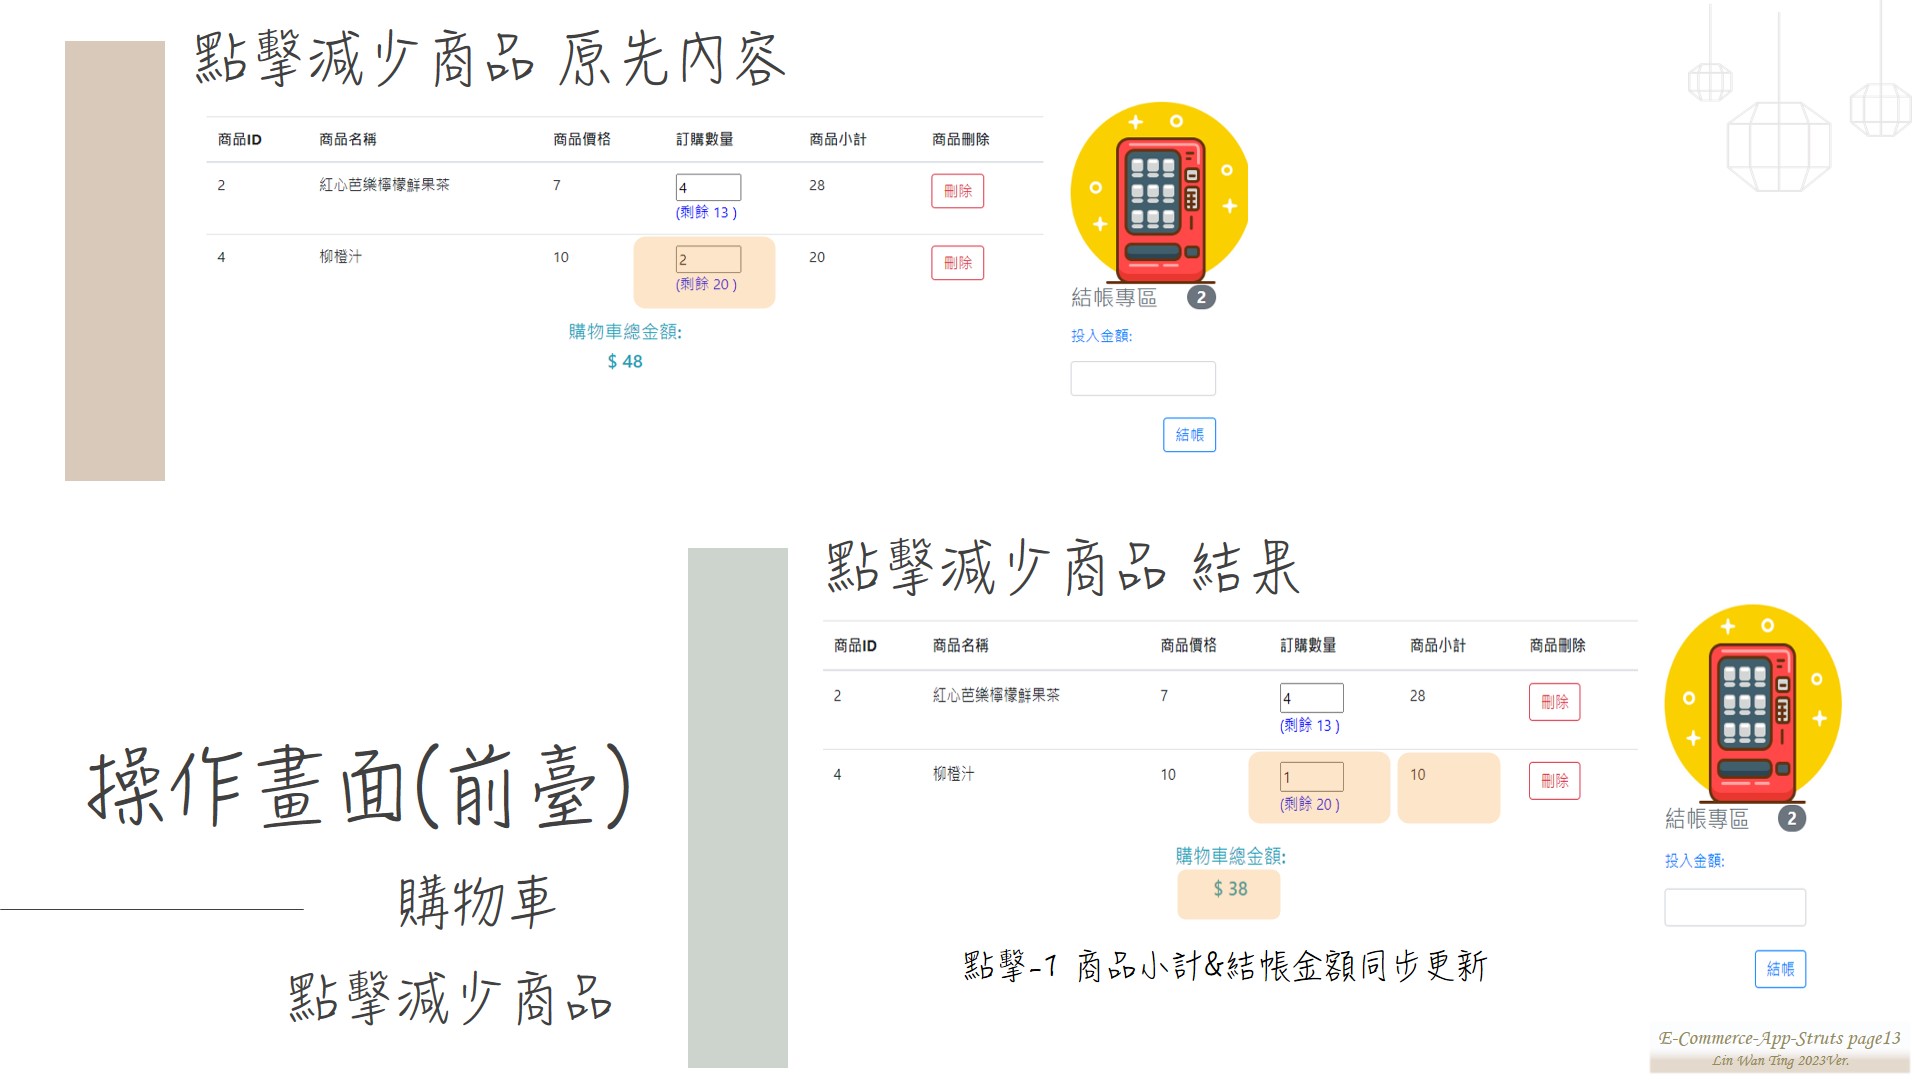 點擊減少商品 原先內容
商品ID 商品名稱 商品價格 訂購數量 商品小計 商品刪除
2 紅心芭樂檸檬鮮果茶 7 4 28 刪除
(剩餘 13 )
4 柳橙汁 10 2 20 刪除
(剩餘 20 )
購物車總金額:
$ 48
結帳專區 2
投入金額:
結帳
點擊減少商品 結果
商品ID 商品名稱 商品價格 訂購數量 商品小計 商品刪除
2 紅心芭樂檸檬鮮果茶 7 4 28 刪除
(剩餘 13 )
4 柳橙汁 10 1 10 刪除
(剩餘 20 )
購物車總金額:
$ 38
結帳專區 2
投入金額:
結帳
點擊-1 商品小計&結帳金額同步更新
操作畫面(前臺)
購物車
點擊減少商品
E-Commerce-App-Struts page13
Lin Wan Ting 2023Ver.